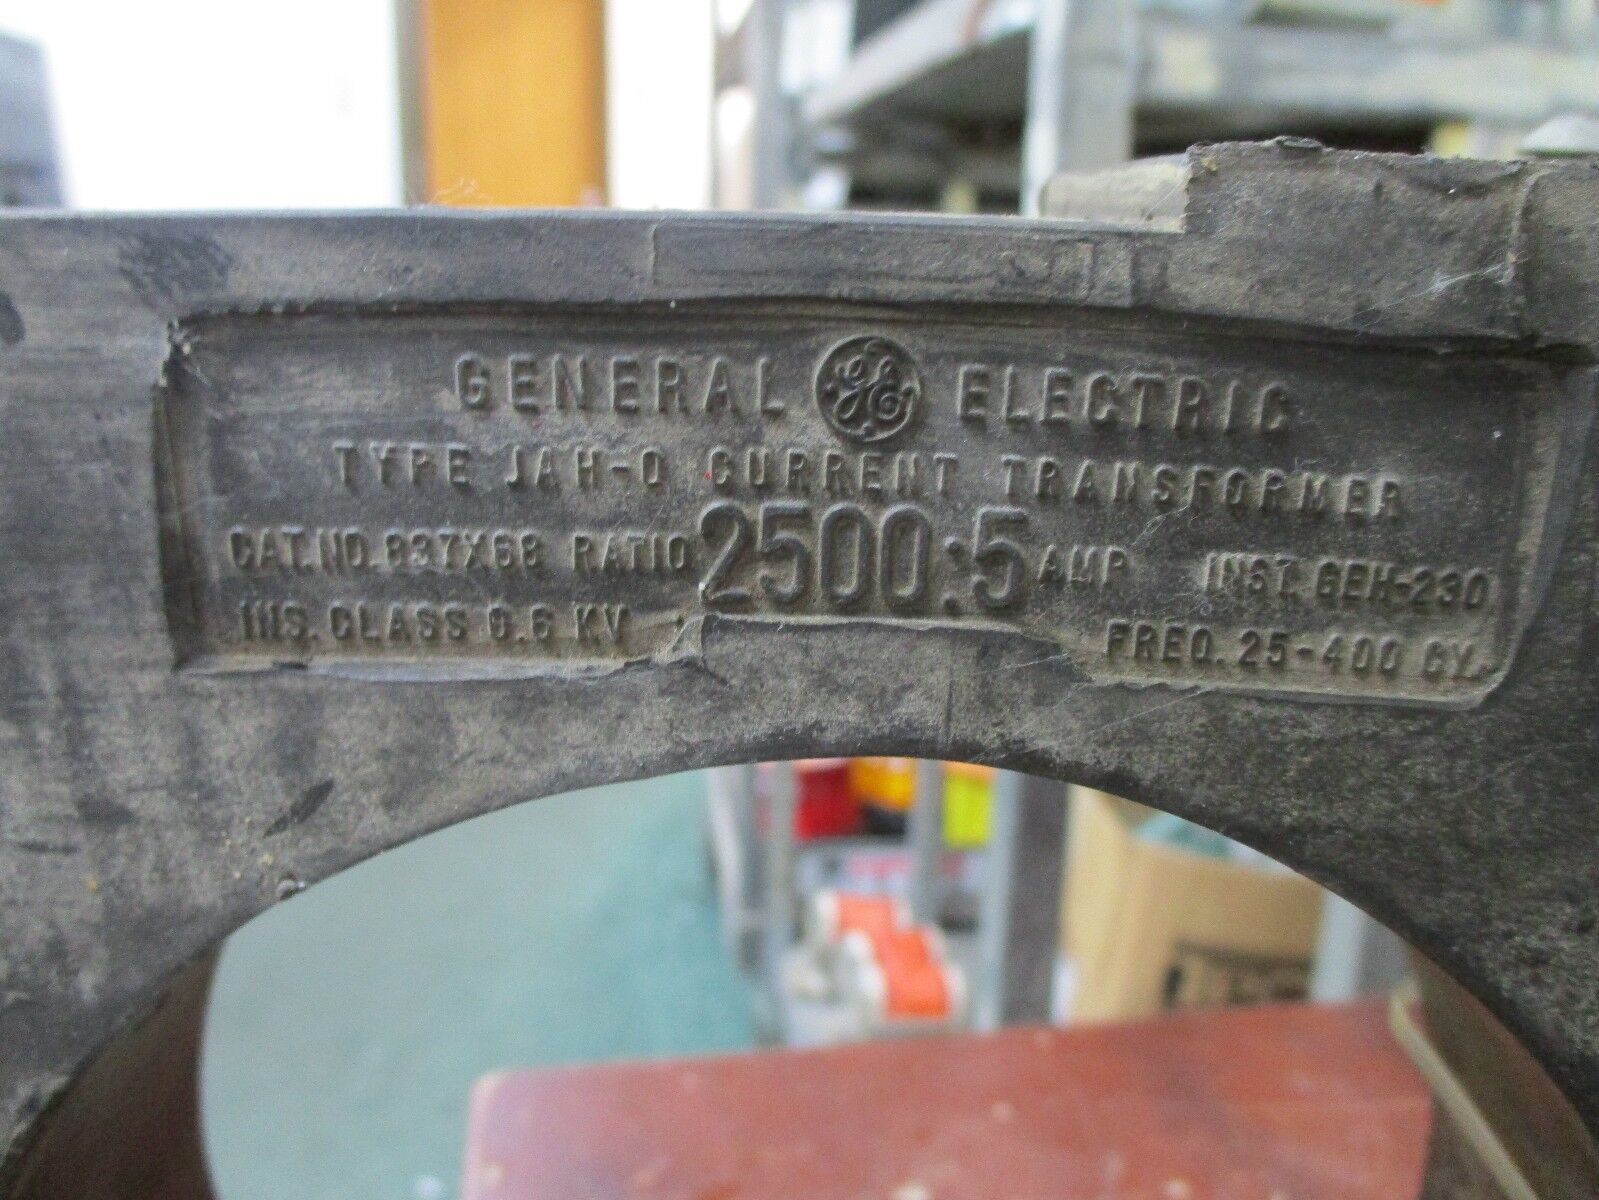 GENERAL GE ELECTRIC
TYPE JAH-0 CURRENT TRANSFORMER
CAT.NO.837X68 RATIO 2500:5 AMP INST. GEH-230
INS. CLASS 0.6 KV FREQ. 25-400 CY.